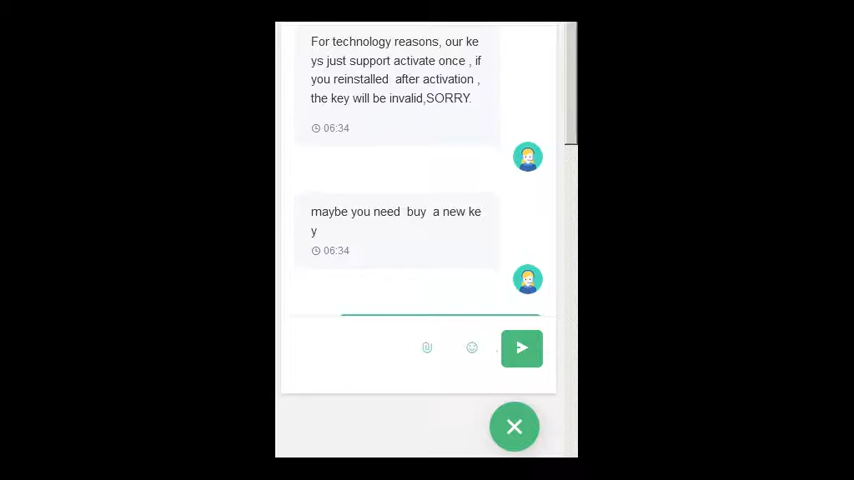 For technology reasons, our ke
ys just support activate once , if
you reinstalled  after activation ,
the key will be invalid,SORRY.
06:34
maybe you need  buy  a new ke
y
06:34